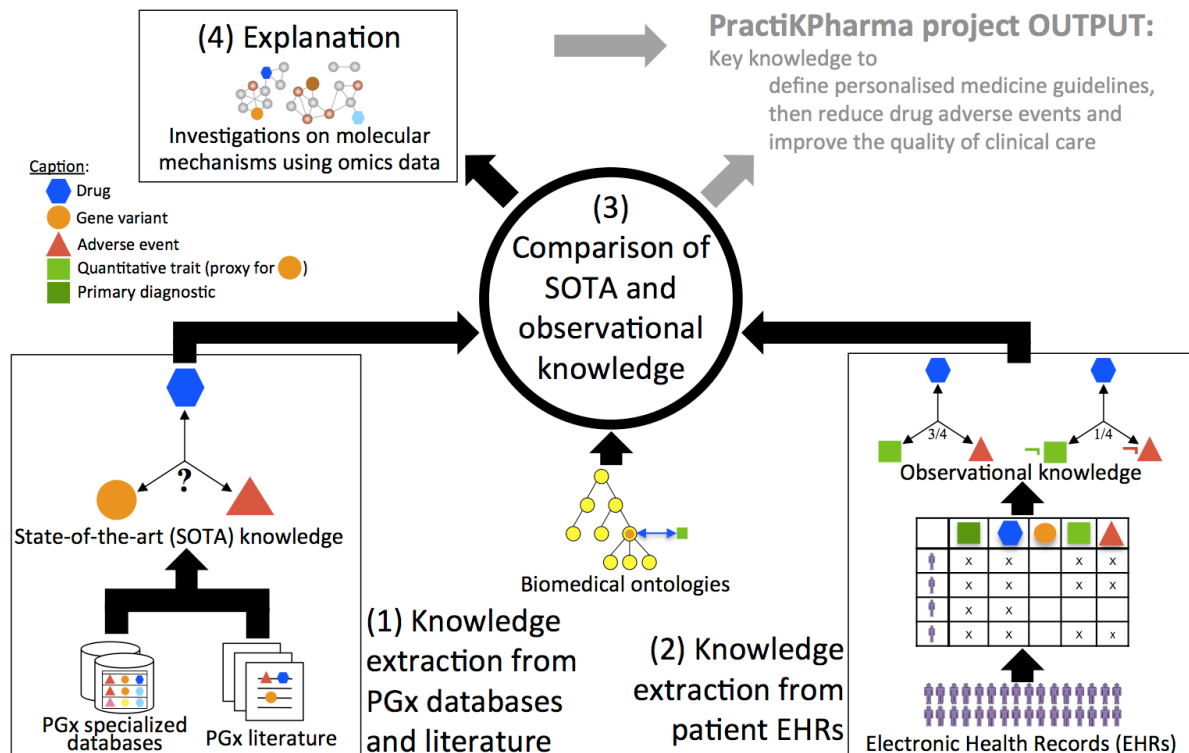 (4) Explanation
Investigations on molecular
mechanisms using omics data
PractiKPharma project OUTPUT:
Key knowledge to
define personalised medicine guidelines,
then reduce drug adverse events and
improve the quality of clinical care
Caption:
Drug
Gene variant
Adverse event
Quantitative trait (proxy for )
Primary diagnostic
(3)
Comparison of
SOTA and
observational
knowledge
?
State-of-the-art (SOTA) knowledge
PGx specialized
databases
PGx literature
(1) Knowledge
extraction from
PGx databases
and literature
Biomedical ontologies
(2) Knowledge
extraction from
patient EHRs
3/4
1/4
¬ ¬
Observational knowledge
x x x x
x x x x
x x
x x x x
Electronic Health Records (EHRs)